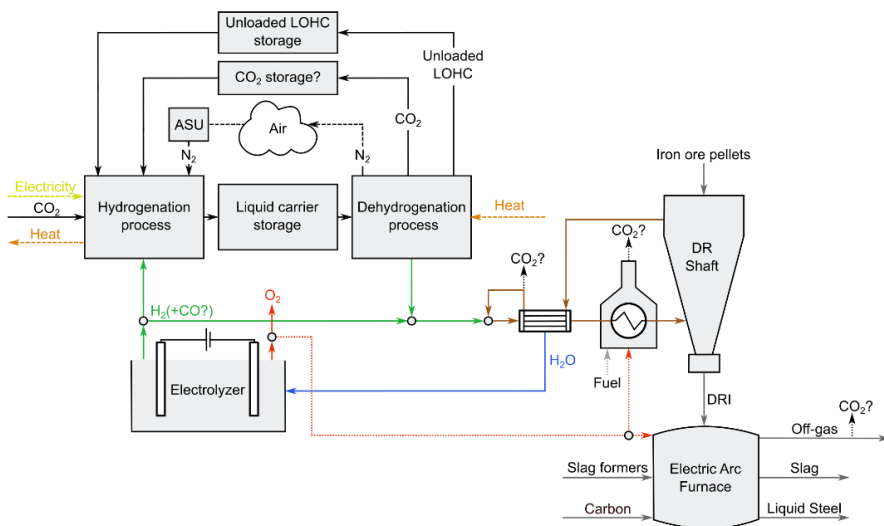 Unloaded LOHC
storage
Unloaded
LOHC
CO₂ storage?
CO₂
ASU
Air
N₂
N₂
Iron ore pellets
Electricity
CO₂
Heat
Hydrogenation
process
Liquid carrier
storage
Dehydrogenation
process
Heat
DR
Shaft
CO₂?
CO₂?
H₂(+CO?)
O₂
H₂O
Fuel
Electrolyzer
DRI
CO₂?
Off-gas
Slag formers
Electric Arc
Furnace
Slag
Carbon
Liquid Steel